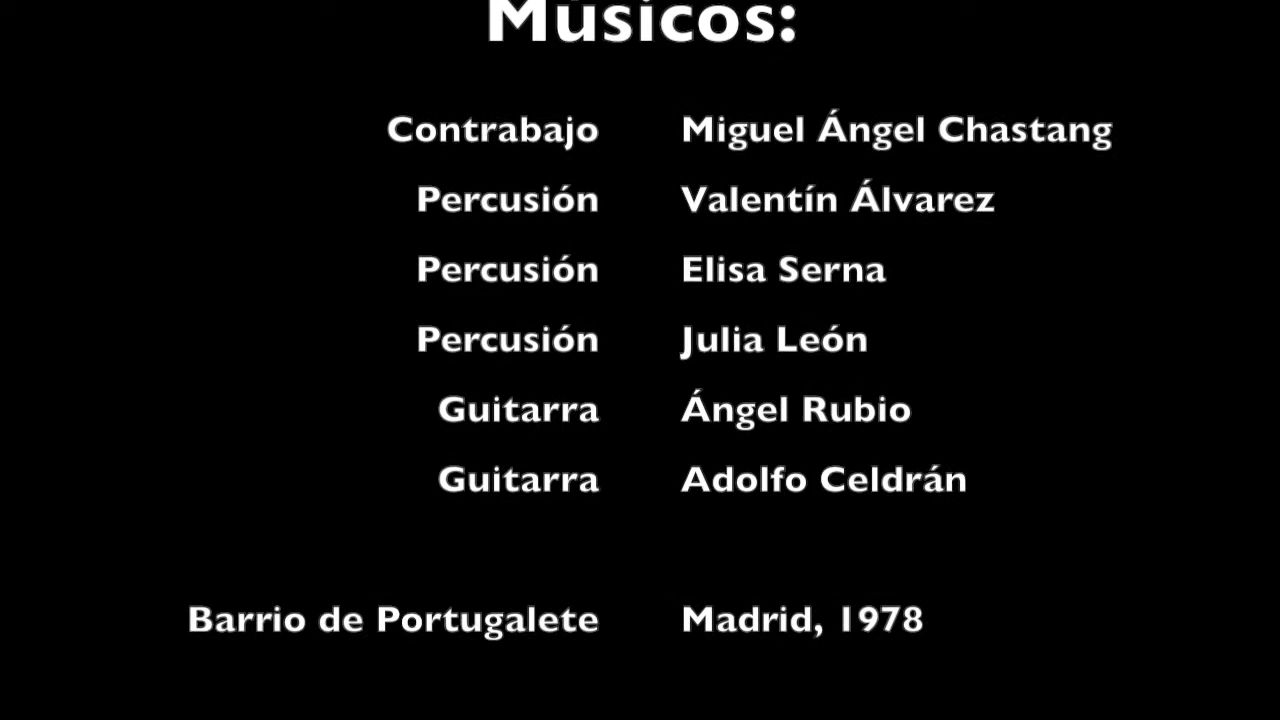 Músicos:
Contrabajo Miguel Ángel Chastang
Percusión Valentín Álvarez
Percusión Elisa Serna
Percusión Julia León
Guitarra Ángel Rubio
Guitarra Adolfo Celdrán
Barrio de Portugalete Madrid, 1978